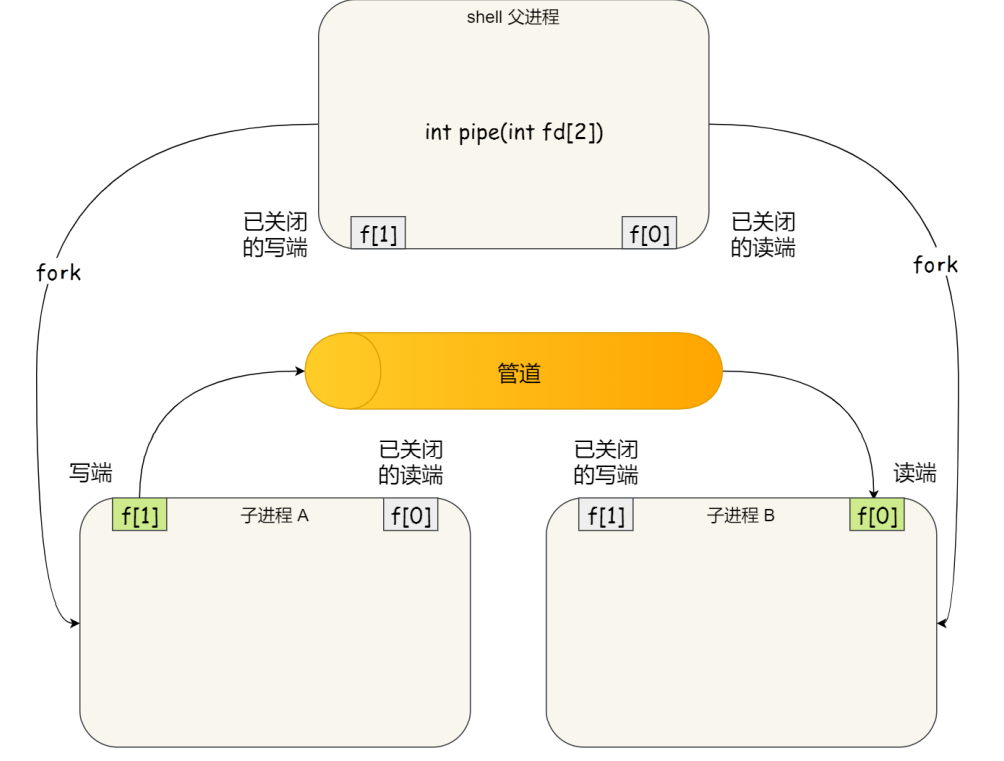 shell 父进程
int pipe(int fd[2])
已关闭
的写端
f[1]
f[0]
已关闭
的读端
fork
fork
管道
写端
已关闭
的读端
已关闭
的写端
读端
f[1]
子进程 A
f[0]
f[1]
子进程 B
f[0]